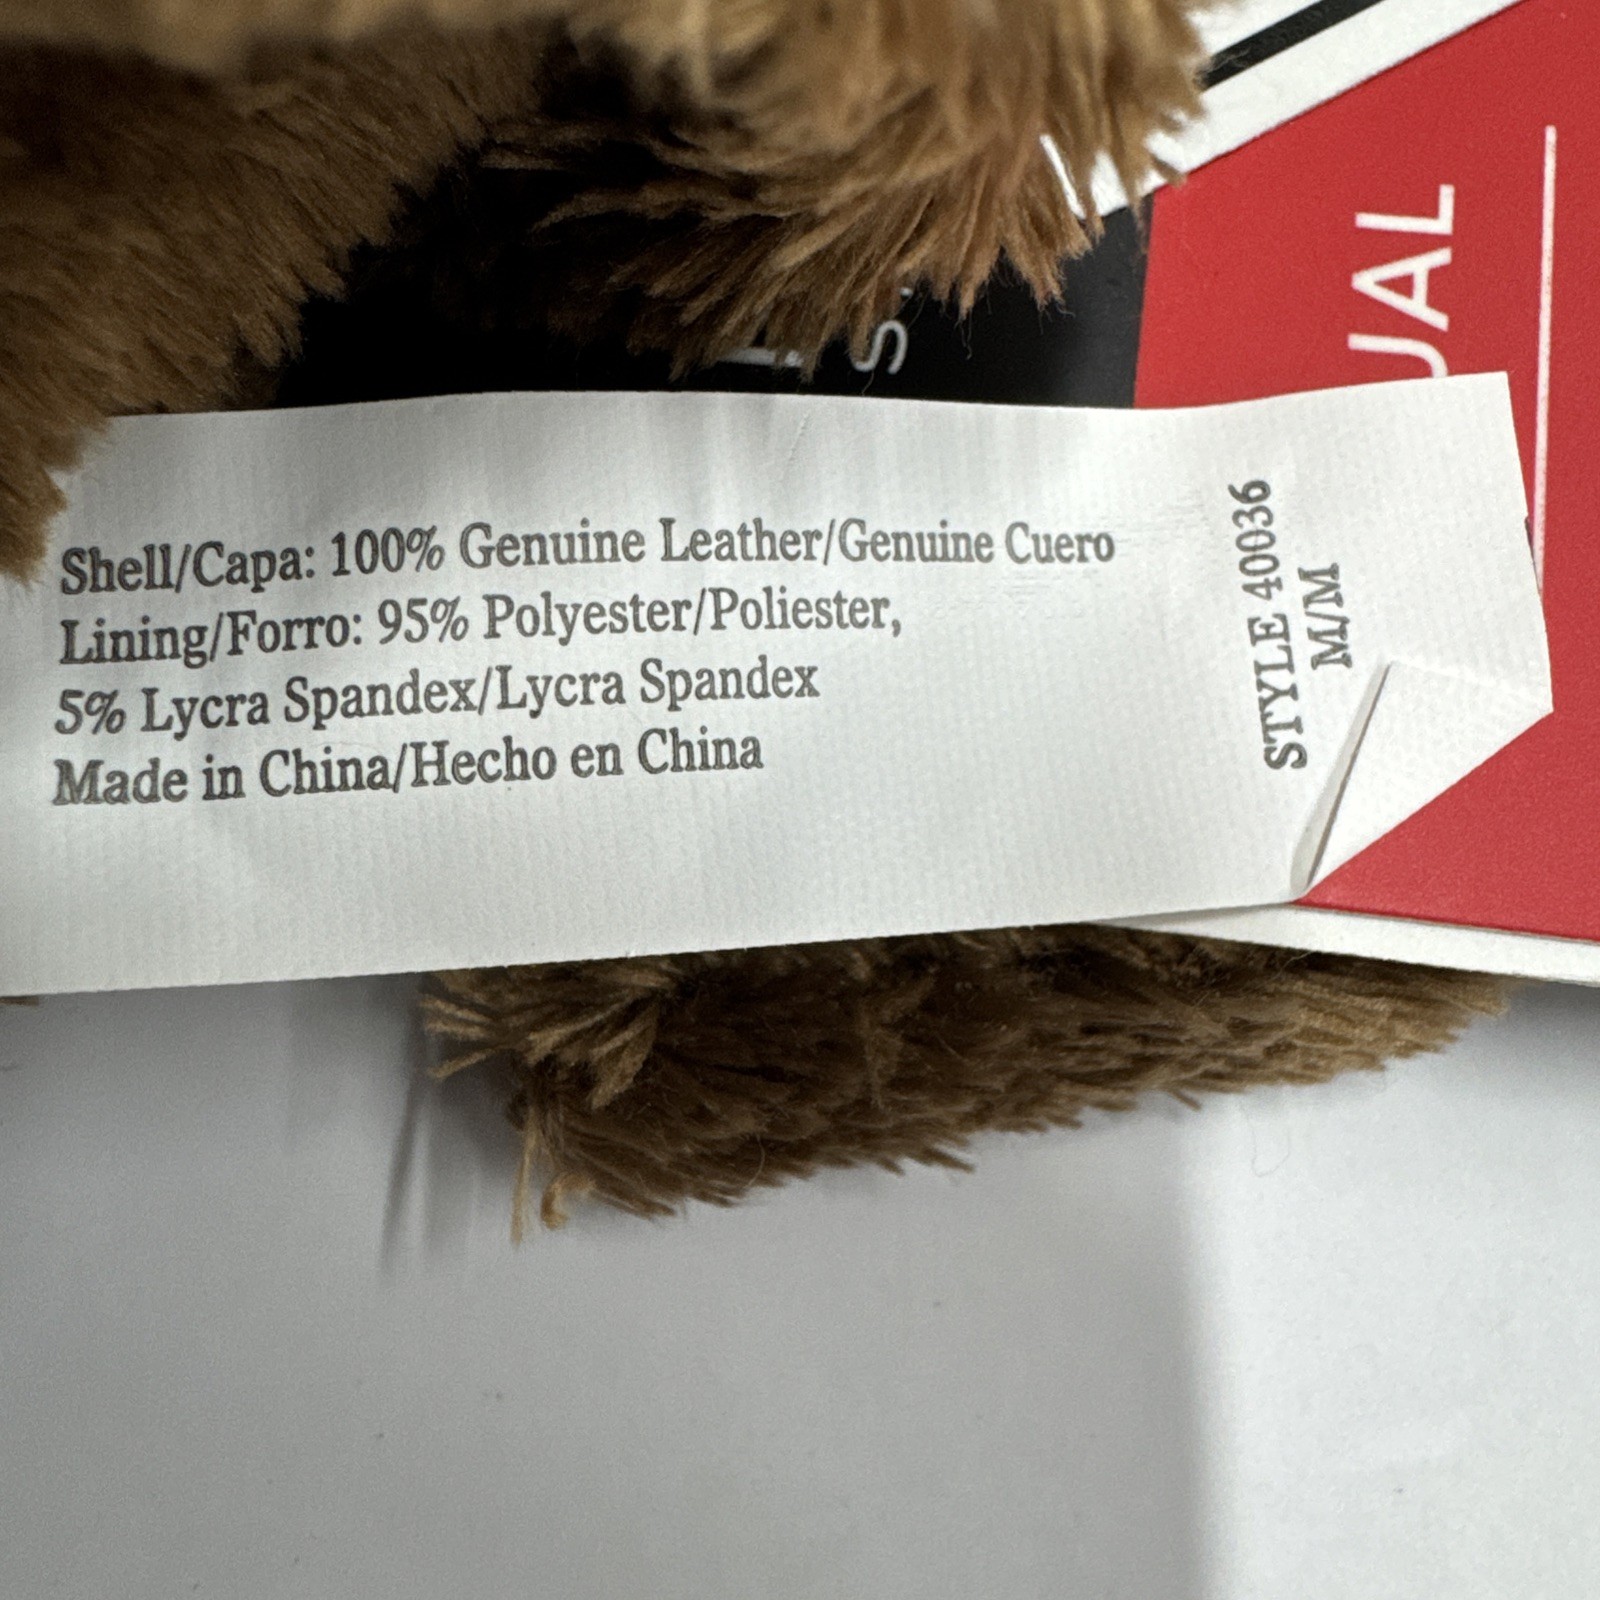 Shell/Capa: 100% Genuine Leather/Genuine Cuero
Lining/Forro: 95% Polyester/Poliester,
5% Lycra Spandex/Lycra Spandex
Made in China/Hecho en China
STYLE 40036
M/M